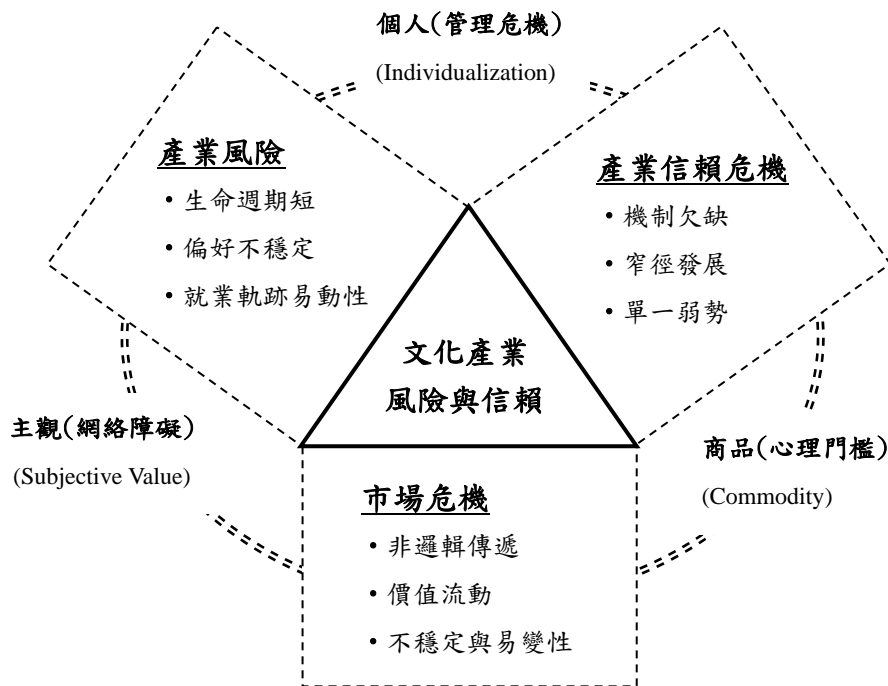 個人(管理危機)
(Individualization)
產業風險
•生命週期短
•偏好不穩定
•就業軌跡易動性
產業信賴危機
•機制欠缺
•窄徑發展
•單一弱勢
文化產業
風險與信賴
主觀(網絡障礙)
(Subjective Value)
商品(心理門檻)
(Commodity)
市場危機
•非邏輯傳遞
•價值流動
•不穩定與易變性